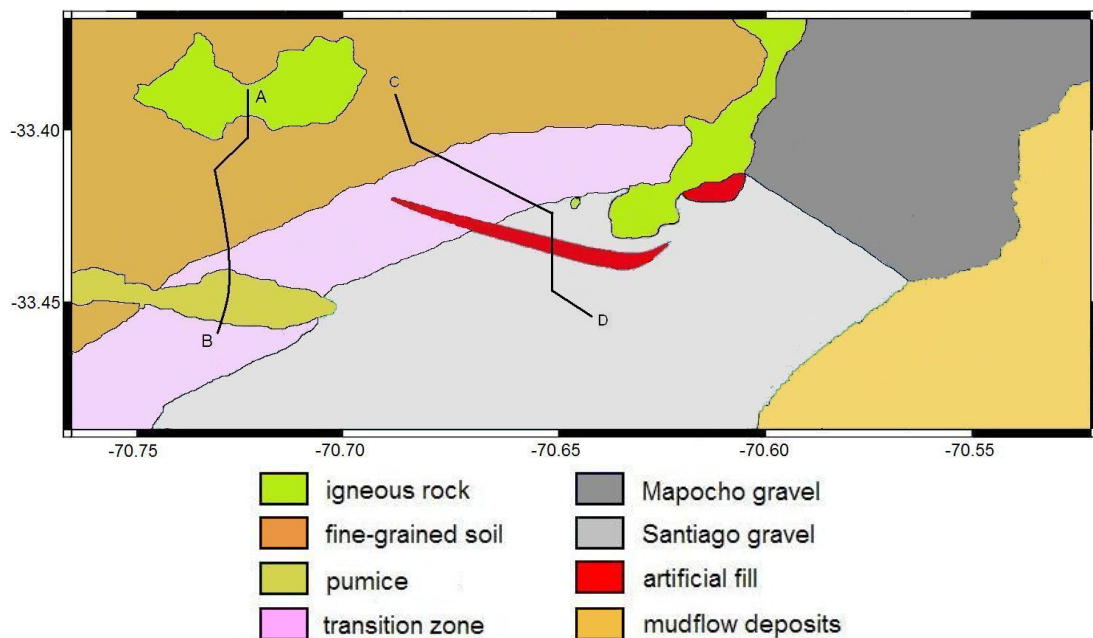 A
C
-33.40
-33.45
B
D
-70.75
-70.70
-70.65
-70.60
-70.55
igneous rock
fine-grained soil
pumice
transition zone
Mapocho gravel
Santiago gravel
artificial fill
mudflow deposits